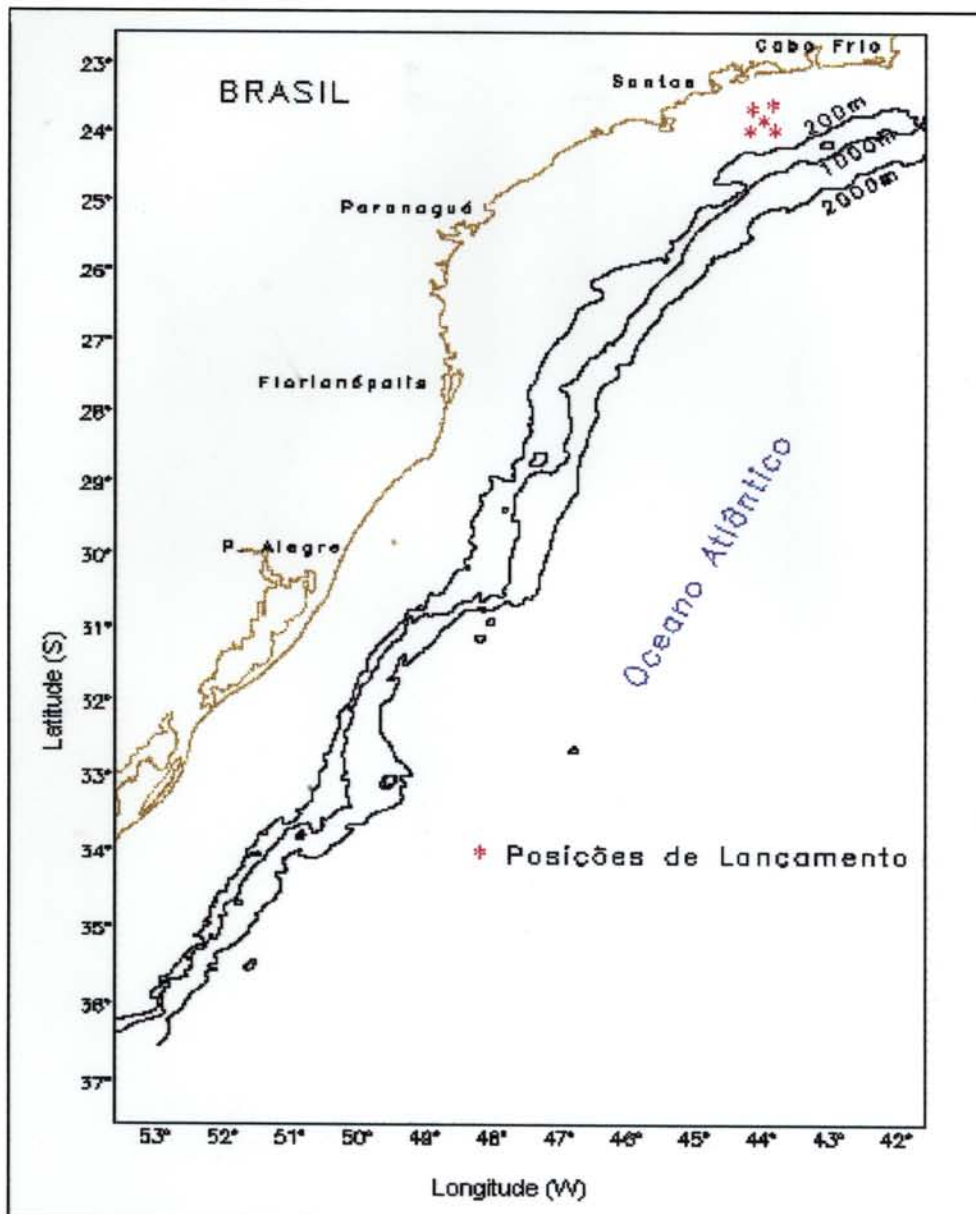 Cabo Frio
23°
BRASIL
Santos
24°
200m
1000m
2000m
25°
Paranaguá
26°
27°
Florianópolis
28°
29°
Oceano Atlântico
30°
P. Alegre
31°
Latitude (S)
32°
33°
34°
* Posições de Lançamento
35°
36°
37°
53° 52° 51° 50° 49° 48° 47° 46° 45° 44° 43° 42°
Longitude (W)